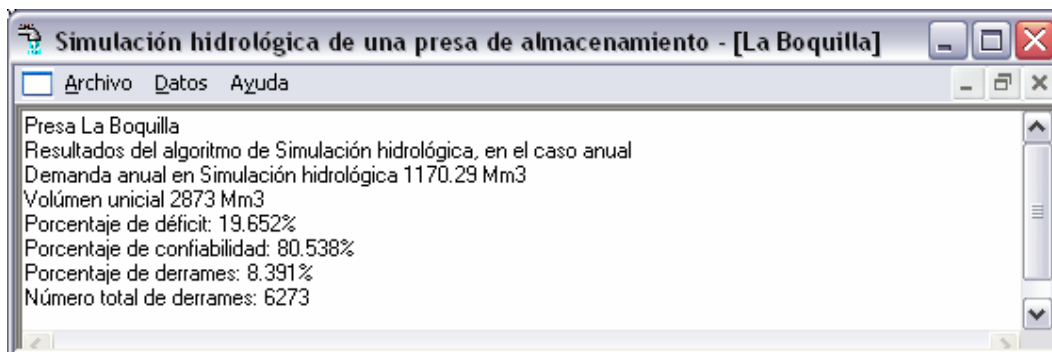 Simulación hidrológica de una presa de almacenamiento - [La Boquilla]
Archivo Datos Ayuda
Presa La Boquilla
Resultados del algoritmo de Simulación hidrológica, en el caso anual
Demanda anual en Simulación hidrológica 1170.29 Mm3
Volúmen unicial 2873 Mm3
Porcentaje de déficit: 19.652%
Porcentaje de confiabilidad: 80.538%
Porcentaje de derrames: 8.391%
Número total de derrames: 6273